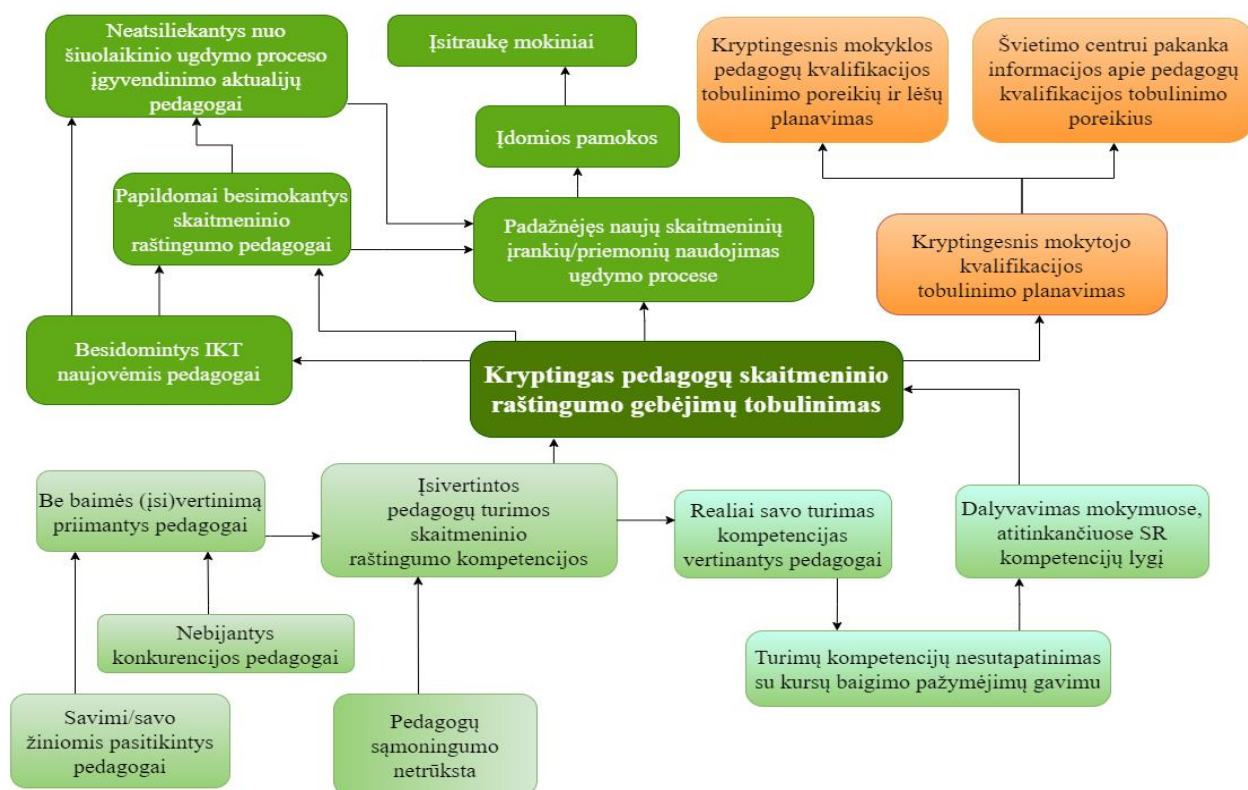 Neatsiliekantys nuo
šiuolaikinio ugdymo proceso
įgyvendinimo aktualijų
pedagogai
Įsitraukę mokiniai
Kryptingesnis mokyklos
pedagogų kvalifikacijos
tobulinimo poreikių ir lėšų
planavimas
Švietimo centrui pakanka
informacijos apie pedagogų
kvalifikacijos tobulinimo
poreikius
Įdomios pamokos
Papildomai besimokantys
skaitmeninio
raštingumo pedagogai
Padažnėjęs naujų skaitmeninių
įrankių/priemonių naudojimas
ugdymo procese
Kryptingesnis mokytojo
kvalifikacijos
tobulinimo planavimas
Besidomintys IKT
naujovėmis pedagogai
Kryptingas pedagogų skaitmeninio
raštingumo gebėjimų tobulinimas
Be baimės (įsi)vertinimą
priimantys pedagogai
Įsivertintos
pedagogų turimos
skaitmeninio
raštingumo kompetencijos
Realiai savo turimas
kompetencijas
vertinantys pedagogai
Dalyvavimas mokymuose,
atitinkančiuose SR
kompetencijų lygį
Nebijantys
konkurencijos pedagogai
Turimų kompetencijų nesutapatinimas
su kursų baigimo pažymėjimų gavimu
Savimi/savo
žiniomis pasitikintys
pedagogai
Pedagogų
sąmoningumo
netrūksta